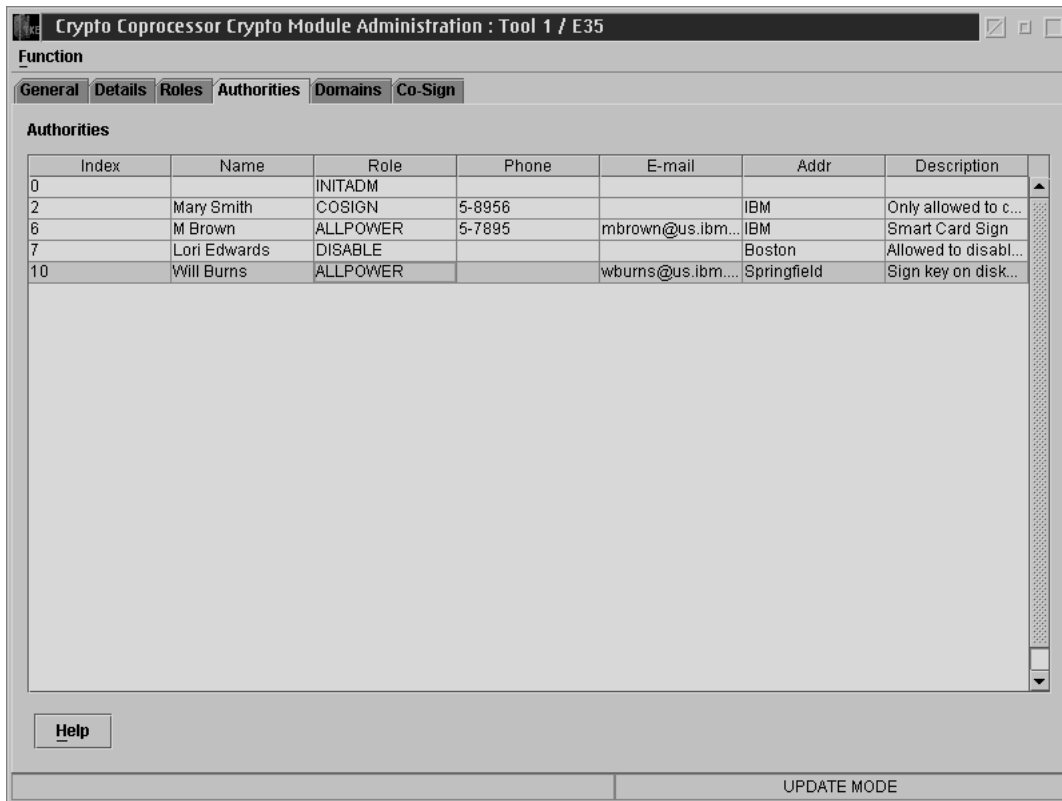 Crypto Coprocessor Crypto Module Administration : Tool 1 / E35
Function
General Details Roles Authorities Domains Co-Sign
Authorities
Index Name Role Phone E-mail Addr Description
0 INITADM
2 Mary Smith COSIGN 5-8956 IBM Only allowed to c...
6 M Brown ALLPOWER 5-7895 mbrown@us.ibm... IBM Smart Card Sign
7 Lori Edwards DISABLE Boston Allowed to disabl...
10 Will Burns ALLPOWER wburns@us.ibm.... Springfield Sign key on disk...
Help
UPDATE MODE